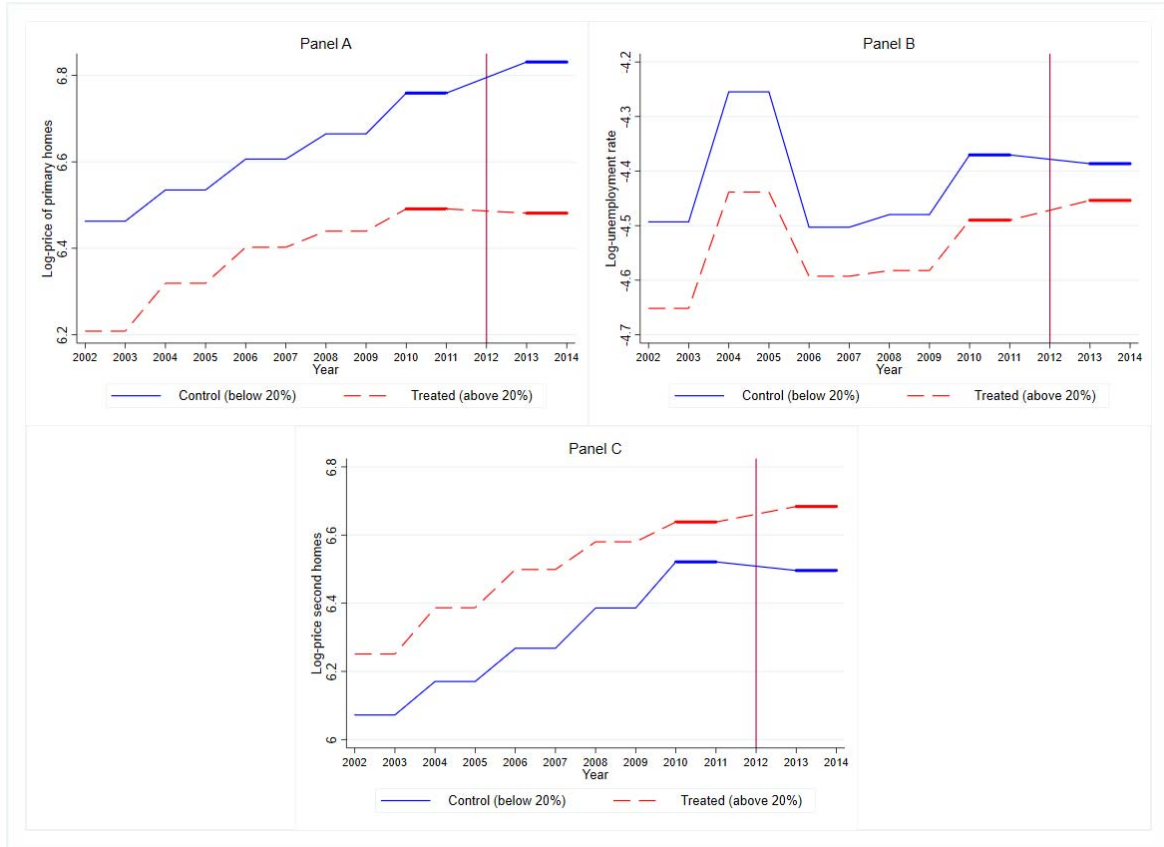 Panel A
Log-price of primary homes
6.8
6.6
6.4
6.2
2002 2003 2004 2005 2006 2007 2008 2009 2010 2011 2012 2013 2014
Year
Control (below 20%) Treated (above 20%)
Panel B
Log-unemployment rate
-4.2
-4.3
-4.4
-4.5
-4.6
-4.7
2002 2003 2004 2005 2006 2007 2008 2009 2010 2011 2012 2013 2014
Year
Control (below 20%) Treated (above 20%)
Panel C
Log-price second homes
6.8
6.6
6.4
6.2
6
2002 2003 2004 2005 2006 2007 2008 2009 2010 2011 2012 2013 2014
Year
Control (below 20%) Treated (above 20%)